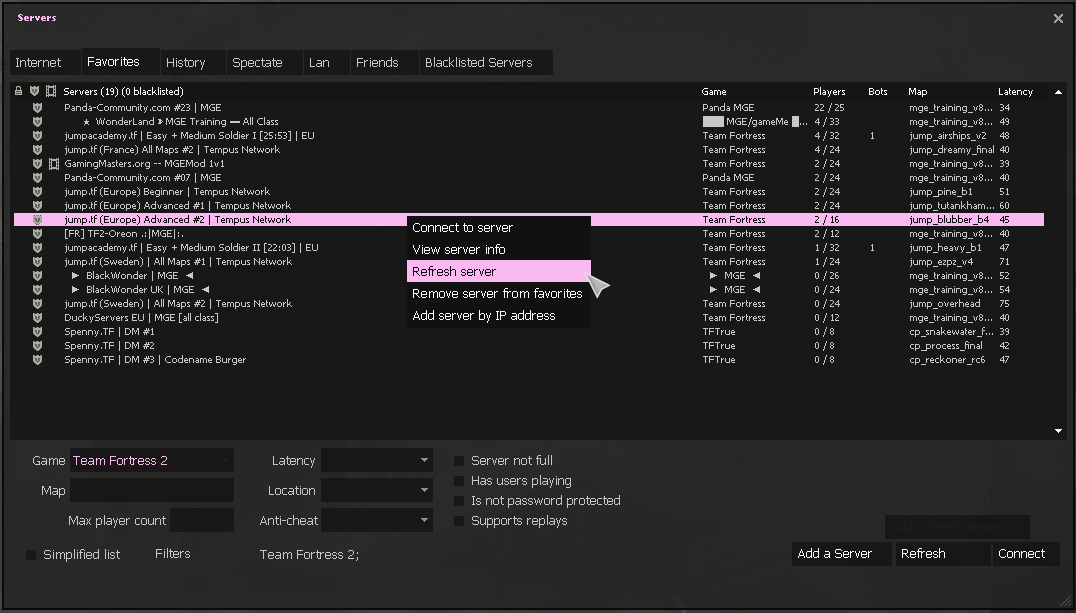 Servers
Internet Favorites History Spectate Lan Friends Blacklisted Servers
Servers (19) (0 blacklisted) Game Players Bots Map Latency
Panda-Community.com #23 | MGE Panda MGE 22 / 25 mge_training_v8... 34
★ WonderLand » MGE Training — All Class MGE/gameMe ... 4 / 33 mge_training_v8... 49
jumpacademy.tf | Easy + Medium Soldier I [25:53] | EU Team Fortress 4 / 32 1 jump_airships_v2 48
jump.tf (France) All Maps #2 | Tempus Network Team Fortress 4 / 24 jump_dreamy_final 40
GamingMasters.org -- MGEMod 1v1 Team Fortress 2 / 24 mge_training_v8... 39
Panda-Community.com #07 | MGE Panda MGE 2 / 24 mge_training_v8... 40
jump.tf (Europe) Beginner | Tempus Network Team Fortress 2 / 24 jump_pine_b1 51
jump.tf (Europe) Advanced #1 | Tempus Network Team Fortress 2 / 24 jump_tutankham... 60
jump.tf (Europe) Advanced #2 | Tempus Network Team Fortress 2 / 16 jump_blubber_b4 45
[FR] TF2-Oreon .:|MGE|:. Team Fortress 2 / 12 mge_training_v8... 40
jumpacademy.tf | Easy + Medium Soldier II [22:03] | EU Team Fortress 1 / 32 1 jump_heavy_b1 47
jump.tf (Sweden) | All Maps #1 | Tempus Network Team Fortress 1 / 24 jump_ezpz_v4 71
► BlackWonder | MGE ◄ ► MGE ◄ 0 / 26 mge_training_v8... 52
► BlackWonder UK | MGE ◄ ► MGE ◄ 0 / 24 mge_training_v8... 54
jump.tf (Sweden) | All Maps #2 | Tempus Network Team Fortress 0 / 24 jump_overhead 75
DuckyServers EU | MGE [all class] Team Fortress 0 / 12 mge_training_v8... 40
Spenny.TF | DM #1 TFTrue 0 / 8 cp_snakewater_f... 39
Spenny.TF | DM #2 TFTrue 0 / 8 cp_process_final 42
Spenny.TF | DM #3 | Codename Burger TFTrue 0 / 8 cp_reckoner_rc6 47
Connect to server
View server info
Refresh server
Remove server from favorites
Add server by IP address
Game Team Fortress 2 Latency Server not full
Has users playing
Map Location Is not password protected
Max player count Anti-cheat Supports replays
Add Current Server
Simplified list Filters Team Fortress 2; Add a Server Refresh Connect